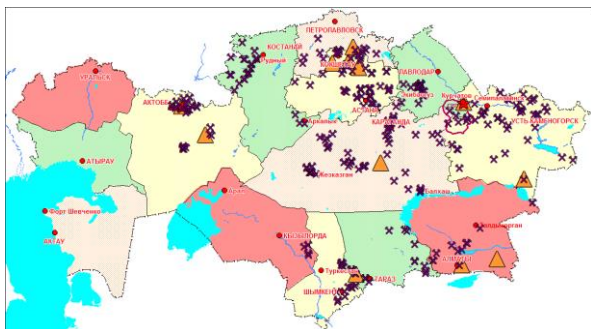 ПЕТРОПАВЛОВСК
КОСТАНАЙ
Рудный
КОКШЕТАУ
ПАВЛОДАР
УРАЛЬСК
Экибастуз
Курчатов
Семипалатинск
АКТОБЕ
АСТАНА
Аркалык
КАРАГАНДА
УСТЬ-КАМЕНОГОРСК
АТЫРАУ
Жезказган
Балхаш
Арал
Форт Шевченко
АКТАУ
КЫЗЫЛОРДА
Талдыкорган
Туркестан
АЛМАТЫ
ШЫМКЕНТ
ТАРАЗ